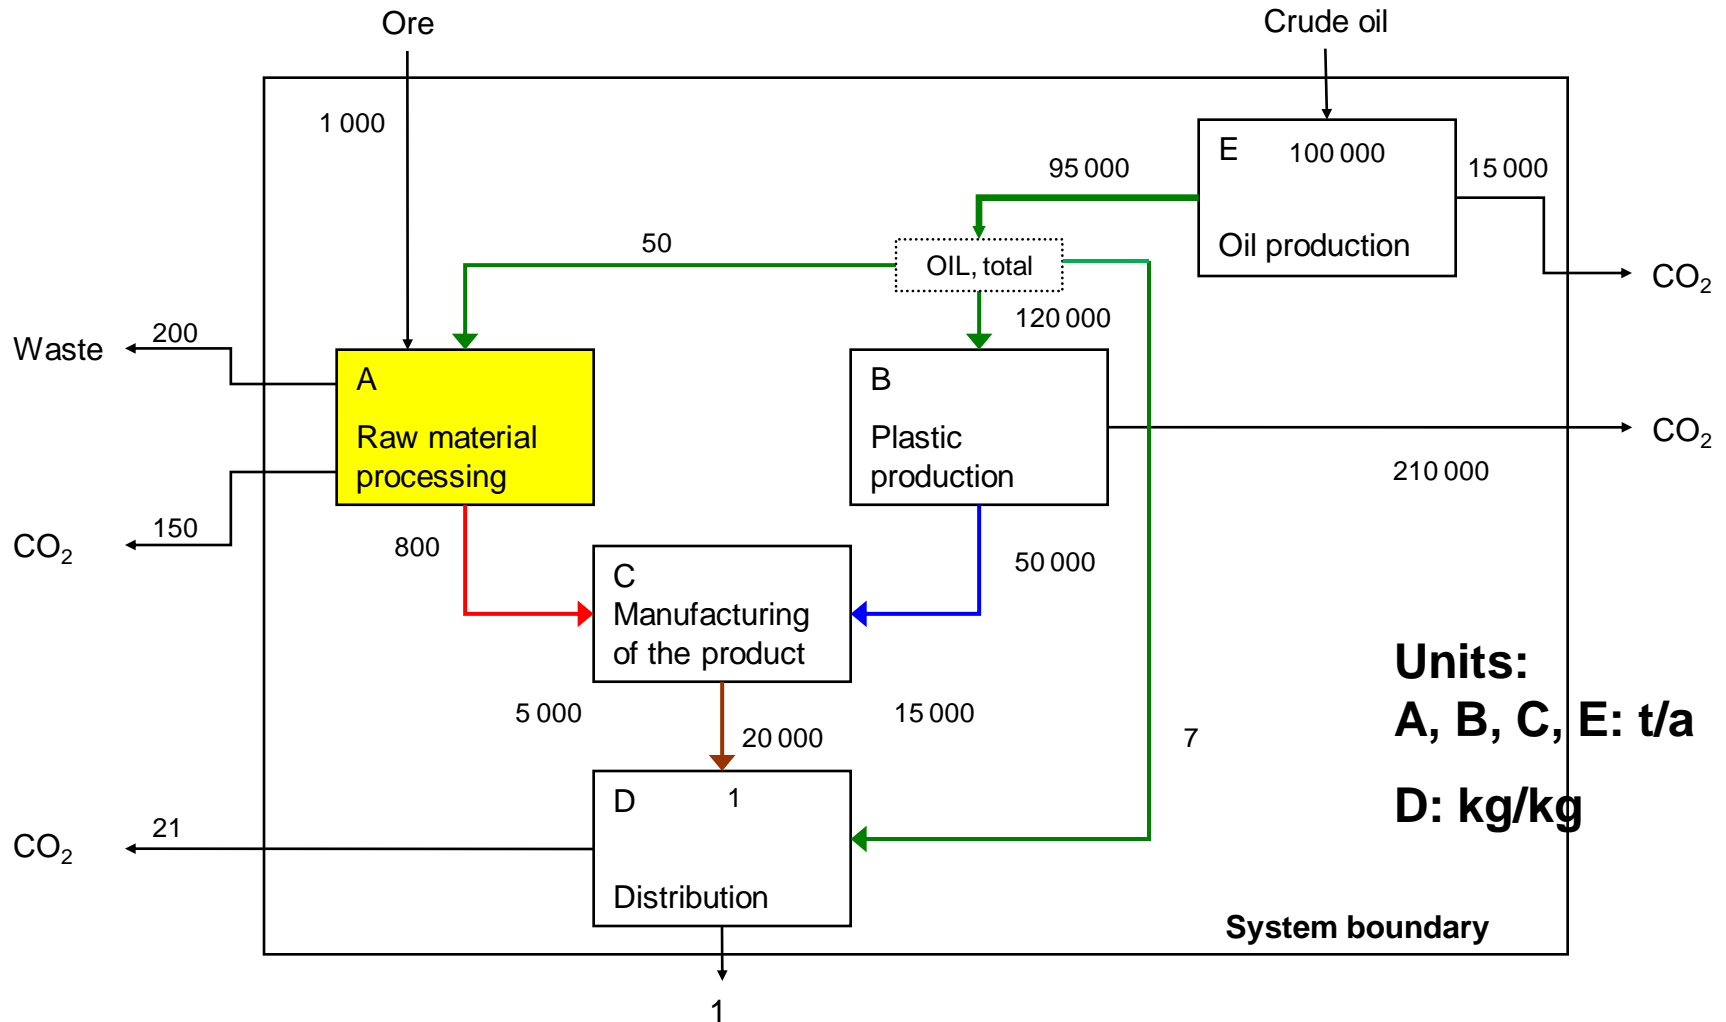 Ore
Crude oil
1 000
E
100 000
95 000
15 000
50
OIL, total
Oil production
CO₂
120 000
200
Waste
A
Raw material
processing
B
Plastic
production
CO₂
210 000
150
CO₂
800
50 000
C
Manufacturing
of the product
Units:
A, B, C, E: t/a
D: kg/kg
5 000
20 000
15 000
7
D
1
21
CO₂
Distribution
System boundary
1